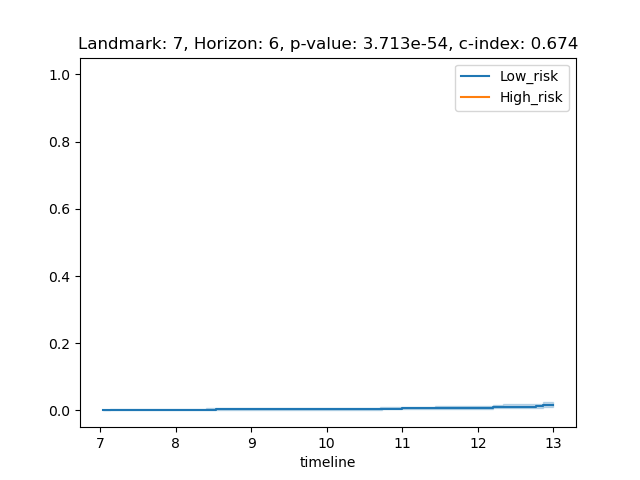 Landmark: 7, Horizon: 6, p-value: 3.713e-54, c-index: 0.674
Low_risk
High_risk
1.0
0.8
0.6
0.4
0.2
0.0
7 8 9 10 11 12 13
timeline